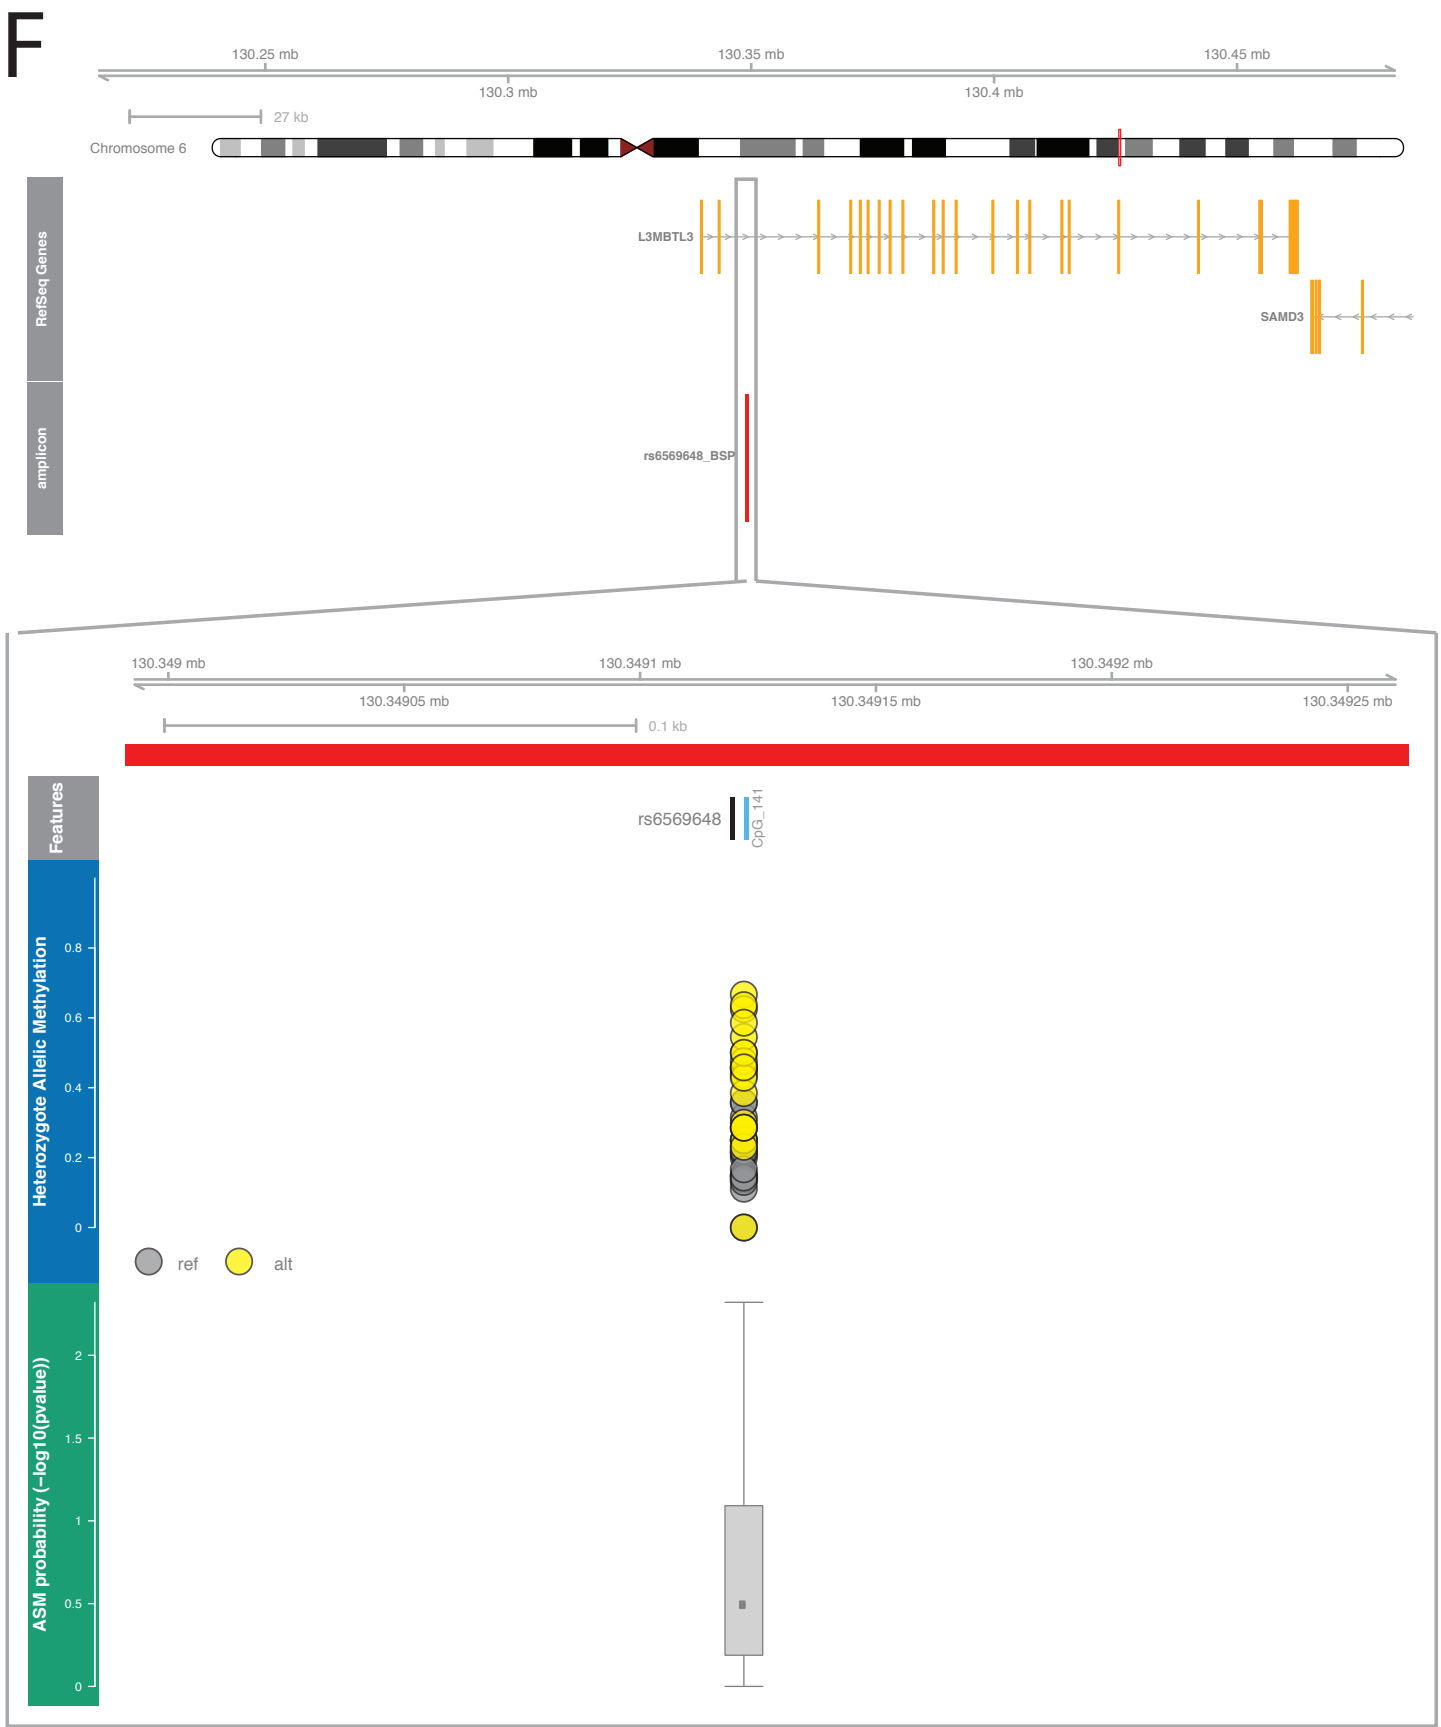 F
130.25 mb 130.35 mb 130.45 mb
130.3 mb 130.4 mb
27 kb
Chromosome 6
RefSeq Genes
L3MBTL3
SAMD3
amplicon
rs6569648_BSP
130.349 mb 130.3491 mb 130.3492 mb
130.34905 mb 130.34915 mb 130.34925 mb
0.1 kb
Features
rs6569648
CpG_141
Heterozygote Allelic Methylation
0.8
0.6
0.4
0.2
0
ref alt
ASM probability (−log10(pvalue))
2
1.5
1
0.5
0